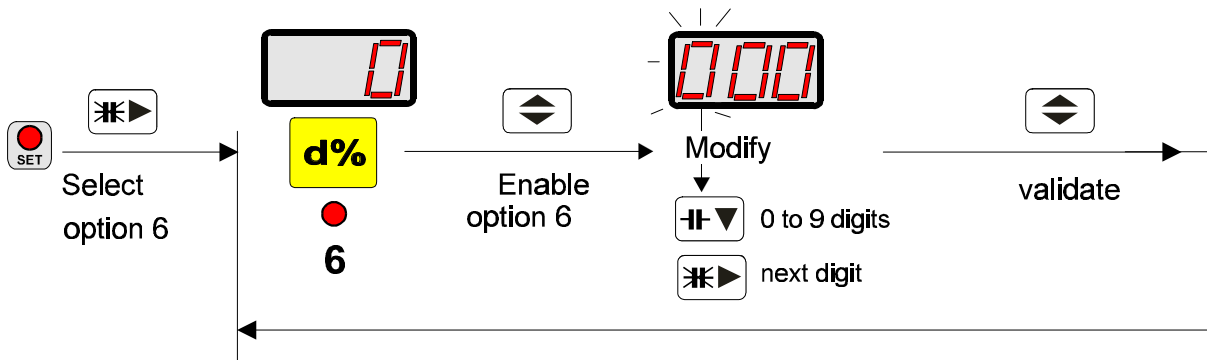 0
000
SET
Select
option 6
d%
6
Enable
option 6
Modify
0 to 9 digits
next digit
validate